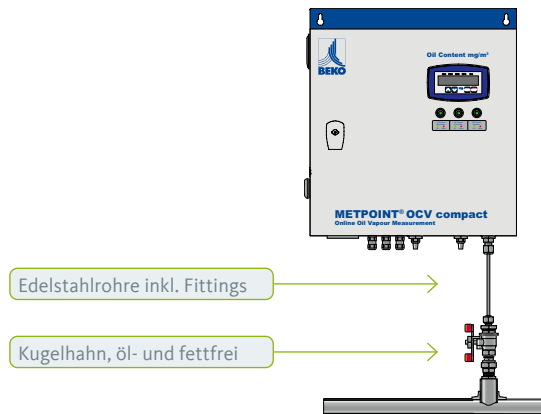 Oil Content mg/m³
BEKO
METPOINT® OCV compact
Online Oil Vapour Measurement
Edelstahlrohre inkl. Fittings
Kugelhahn, öl- und fettfrei